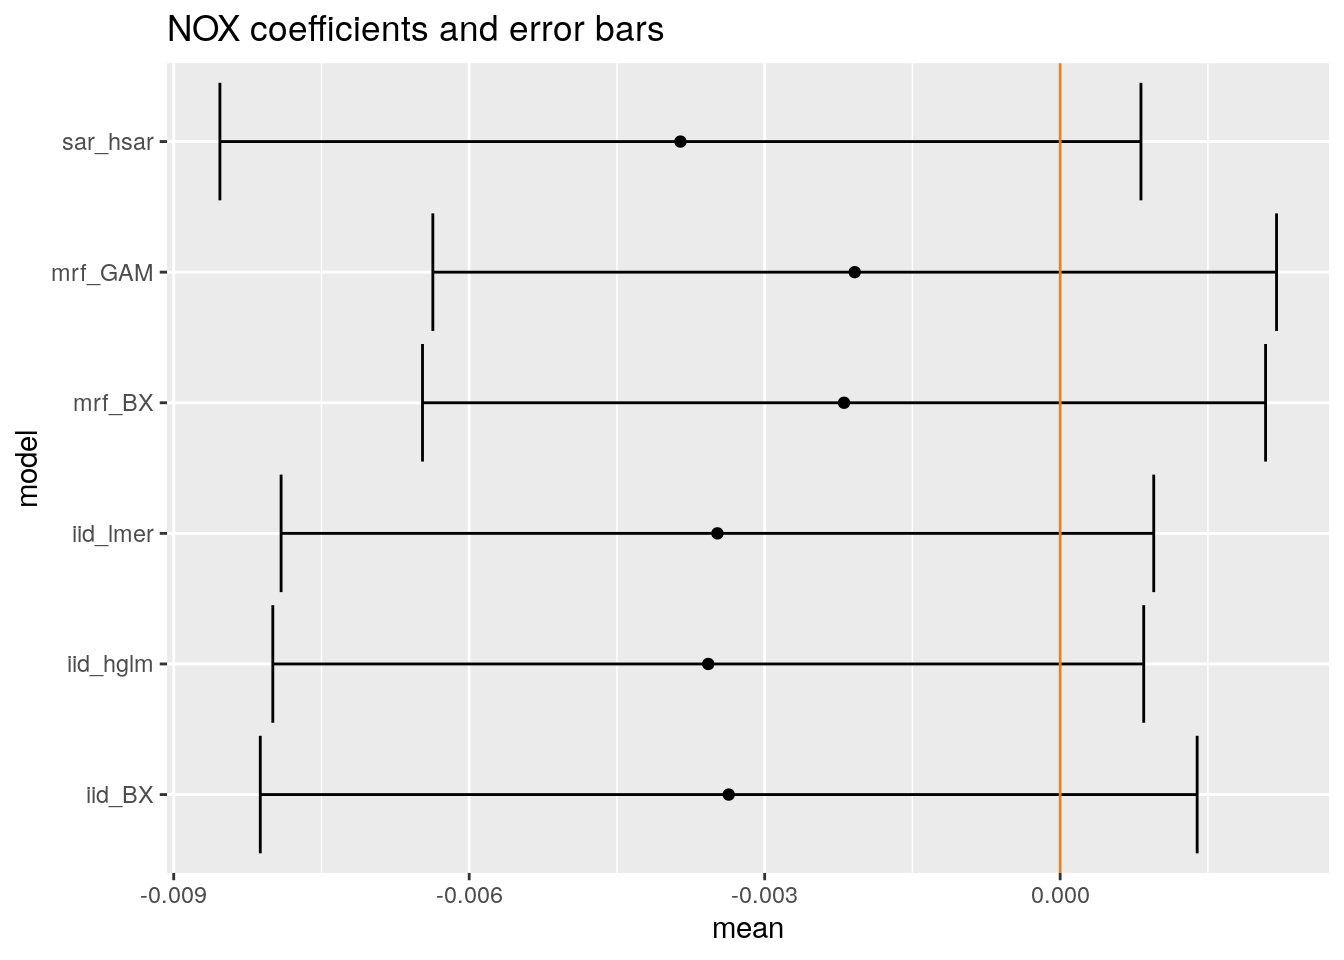 NOX coefficients and error bars
sar_hsar
mrf_GAM
mrf_BX
iid_lmer
iid_hglm
iid_BX
model
-0.009
-0.006
-0.003
0.000
mean